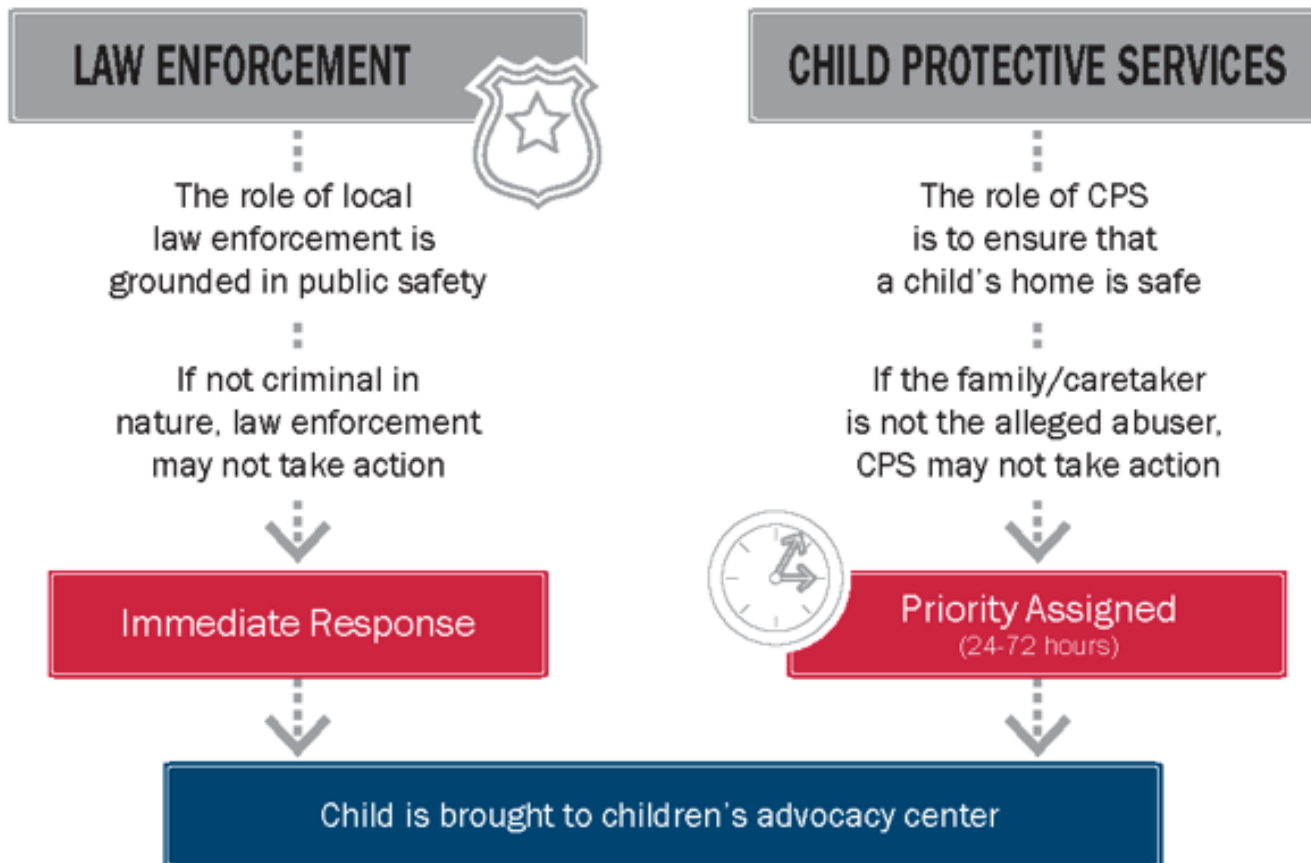 LAW ENFORCEMENT
The role of local
law enforcement is
grounded in public safety
If not criminal in
nature, law enforcement
may not take action
Immediate Response
CHILD PROTECTIVE SERVICES
The role of CPS
is to ensure that
a child's home is safe
If the family/caretaker
is not the alleged abuser,
CPS may not take action
Priority Assigned
(24-72 hours)
Child is brought to children's advocacy center